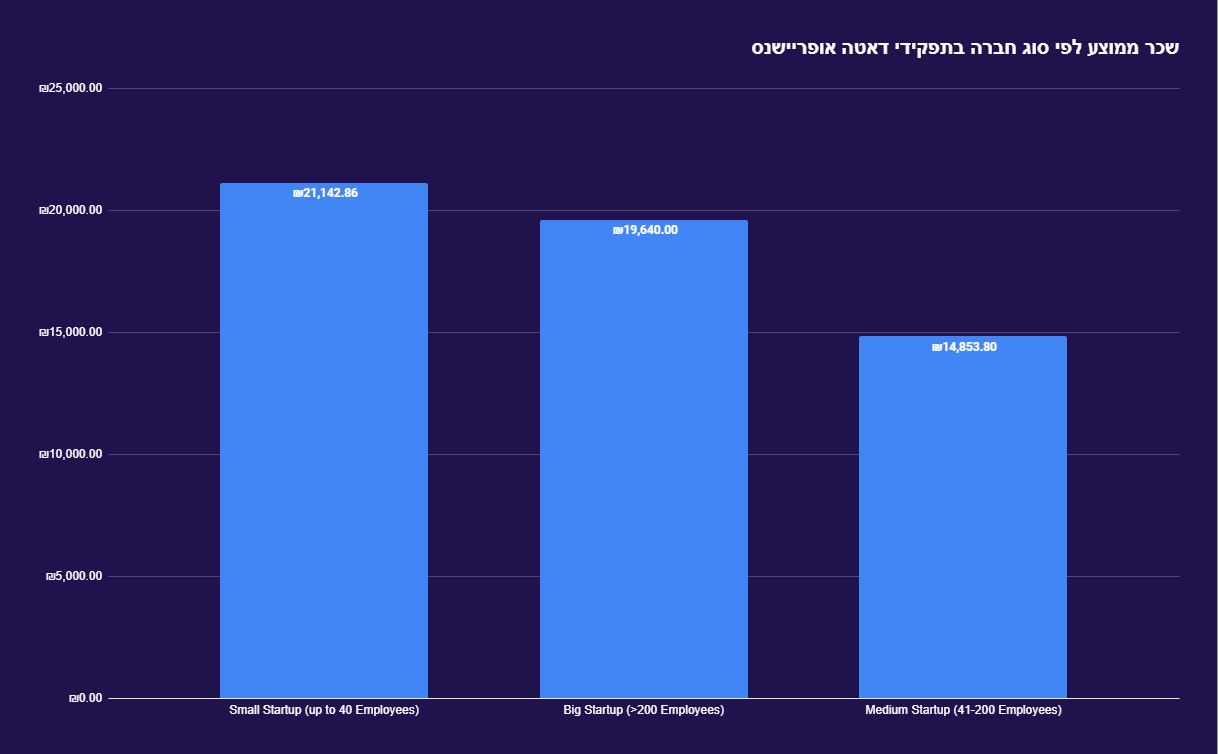 שכר ממוצע לפי סוג חברה בתפקידי דאטה אופריישנס
₪25,000.00
₪20,000.00
₪15,000.00
₪10,000.00
₪5,000.00
₪0.00
₪21,142.86
₪19,640.00
₪14,853.80
Small Startup (up to 40 Employees)
Big Startup (>200 Employees)
Medium Startup (41-200 Employees)